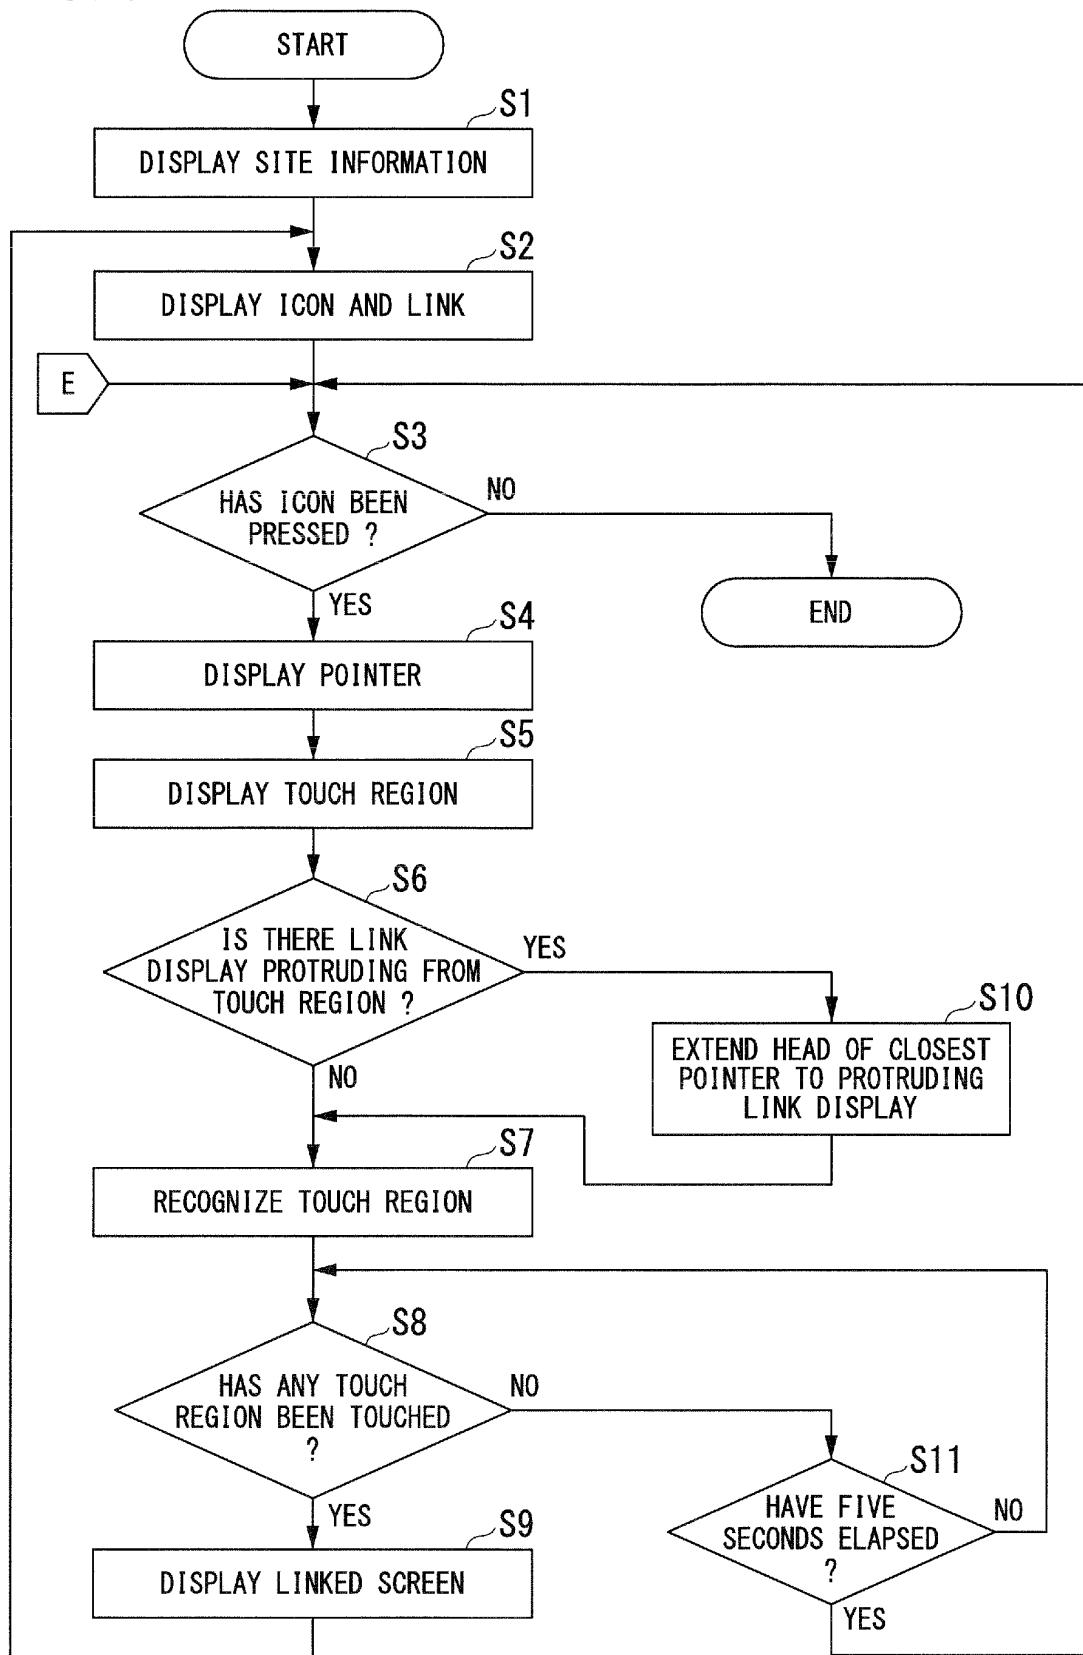 START
S1
DISPLAY SITE INFORMATION
S2
DISPLAY ICON AND LINK
E
S3
HAS ICON BEEN
PRESSED ?
NO
YES
END
S4
DISPLAY POINTER
S5
DISPLAY TOUCH REGION
S6
IS THERE LINK
DISPLAY PROTRUDING FROM
TOUCH REGION ?
YES
NO
S10
EXTEND HEAD OF CLOSEST
POINTER TO PROTRUDING
LINK DISPLAY
S7
RECOGNIZE TOUCH REGION
S8
HAS ANY TOUCH
REGION BEEN TOUCHED
?
NO
YES
S11
HAVE FIVE
SECONDS ELAPSED
?
NO
YES
S9
DISPLAY LINKED SCREEN